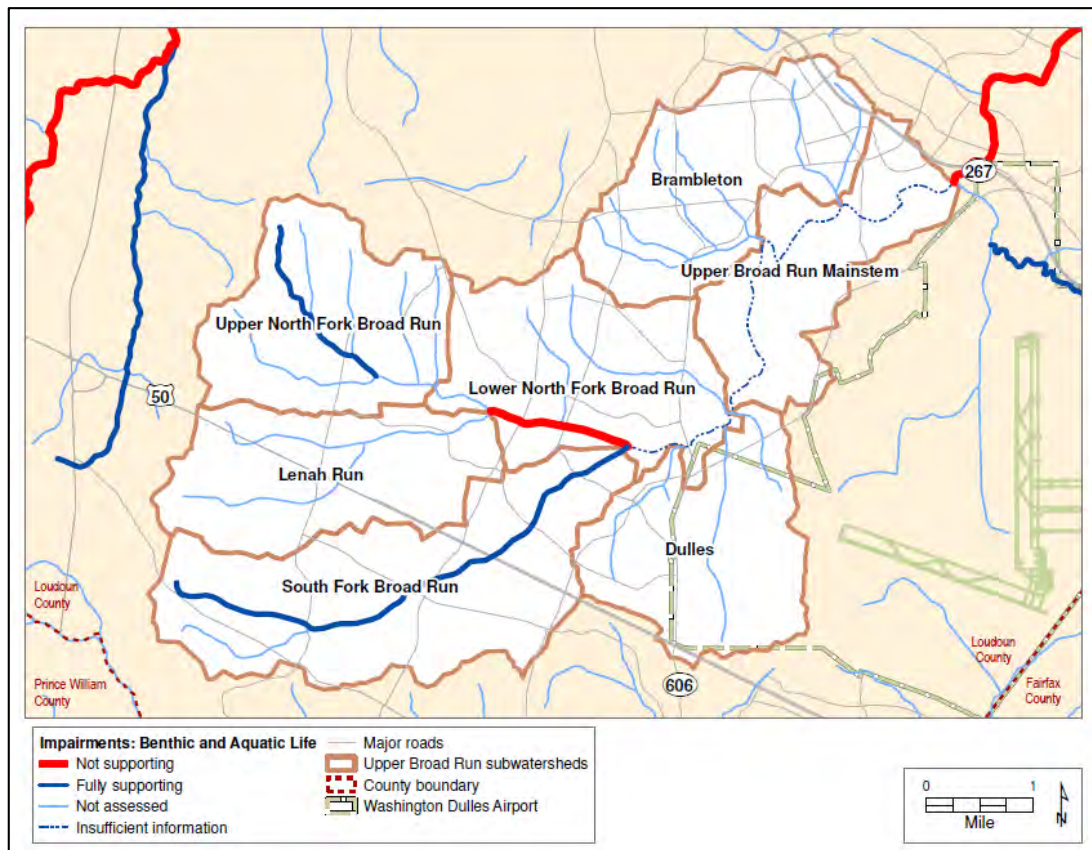 Brambleton
267
Upper Broad Run Mainstem
Upper North Fork Broad Run
50
Lower North Fork Broad Run
Lenah Run
Dulles
South Fork Broad Run
Loudoun
County
Prince William
County
Loudoun
County
Fairfax
County
606
Impairments: Benthic and Aquatic Life
Not supporting
Fully supporting
Not assessed
Insufficient information
Major roads
Upper Broad Run subwatersheds
County boundary
Washington Dulles Airport
0 1
Mile
N